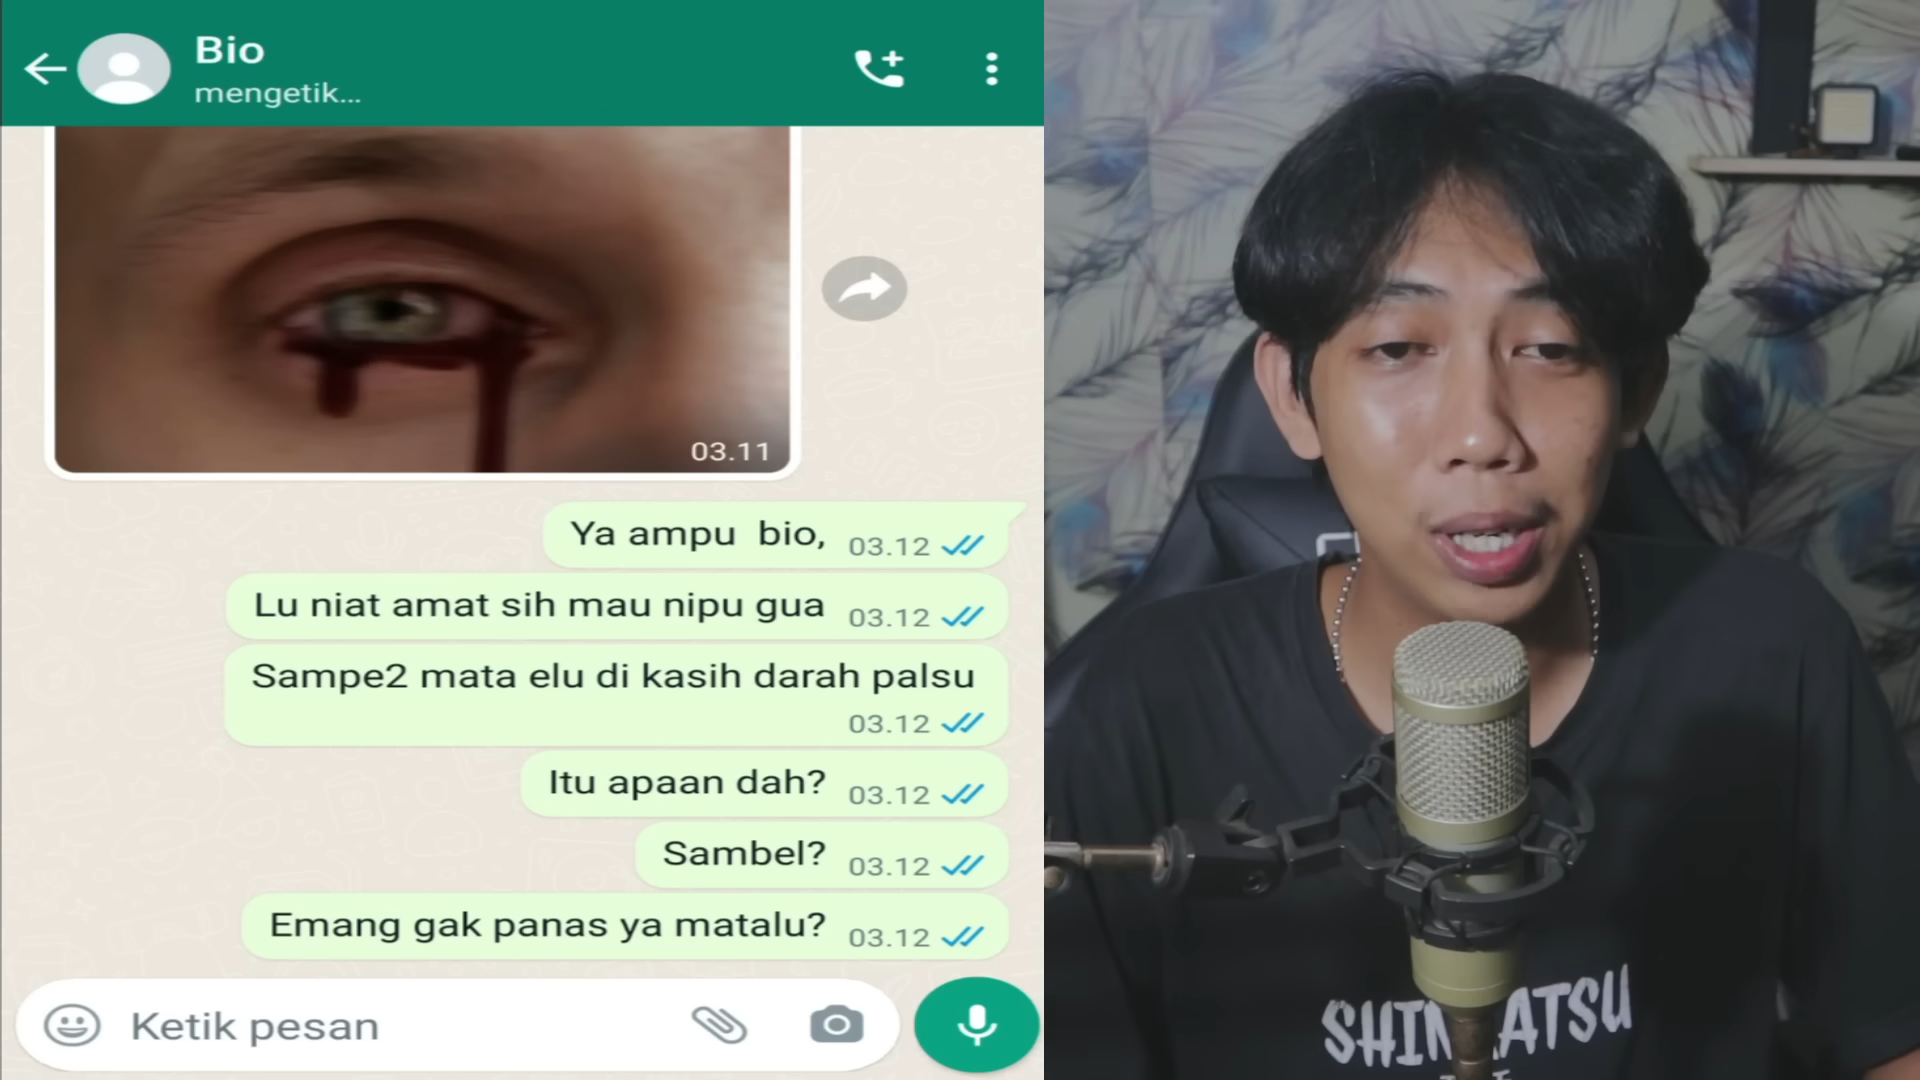 Bio
mengetik...
03.11
Ya ampu bio, 03.12
Lu niat amat sih mau nipu gua 03.12
Sampe2 mata elu di kasih darah palsu
03.12
Itu apaan dah? 03.12
Sambel? 03.12
Emang gak panas ya matalu? 03.12
Ketik pesan